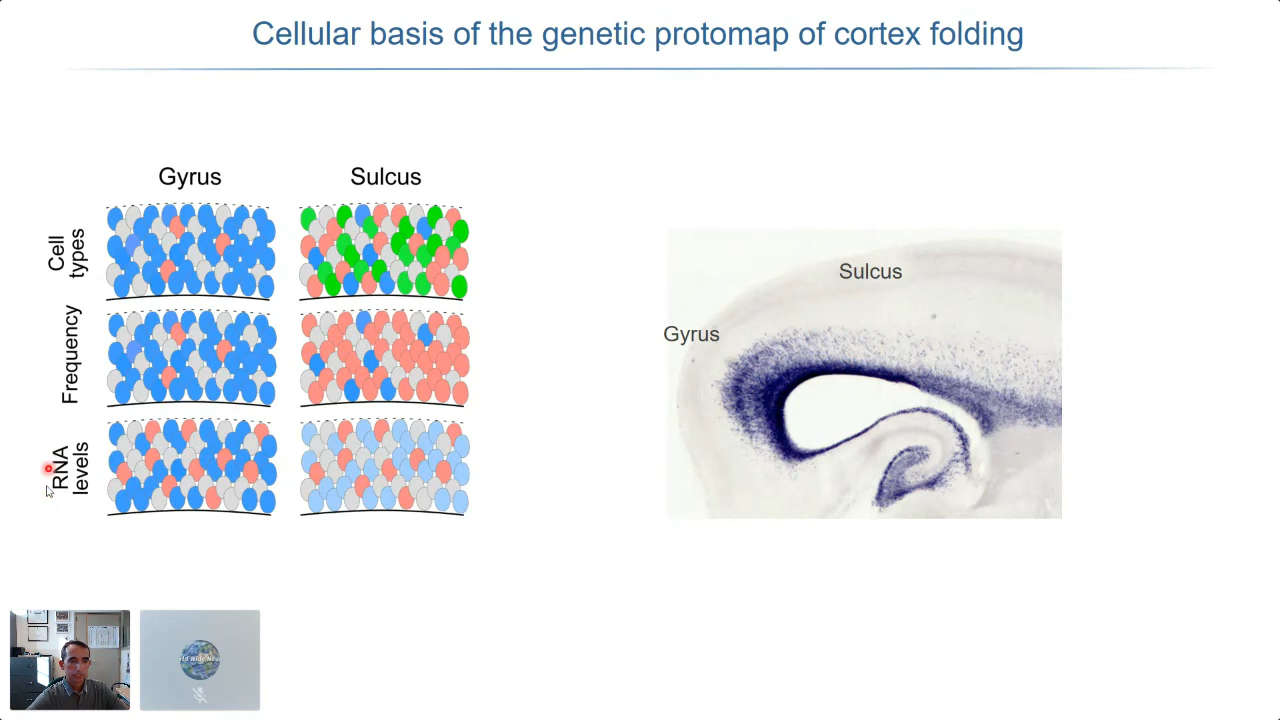 Cellular basis of the genetic protomap of cortex folding
Gyrus
Sulcus
Cell
types
Frequency
RNA
levels
Sulcus
Gyrus